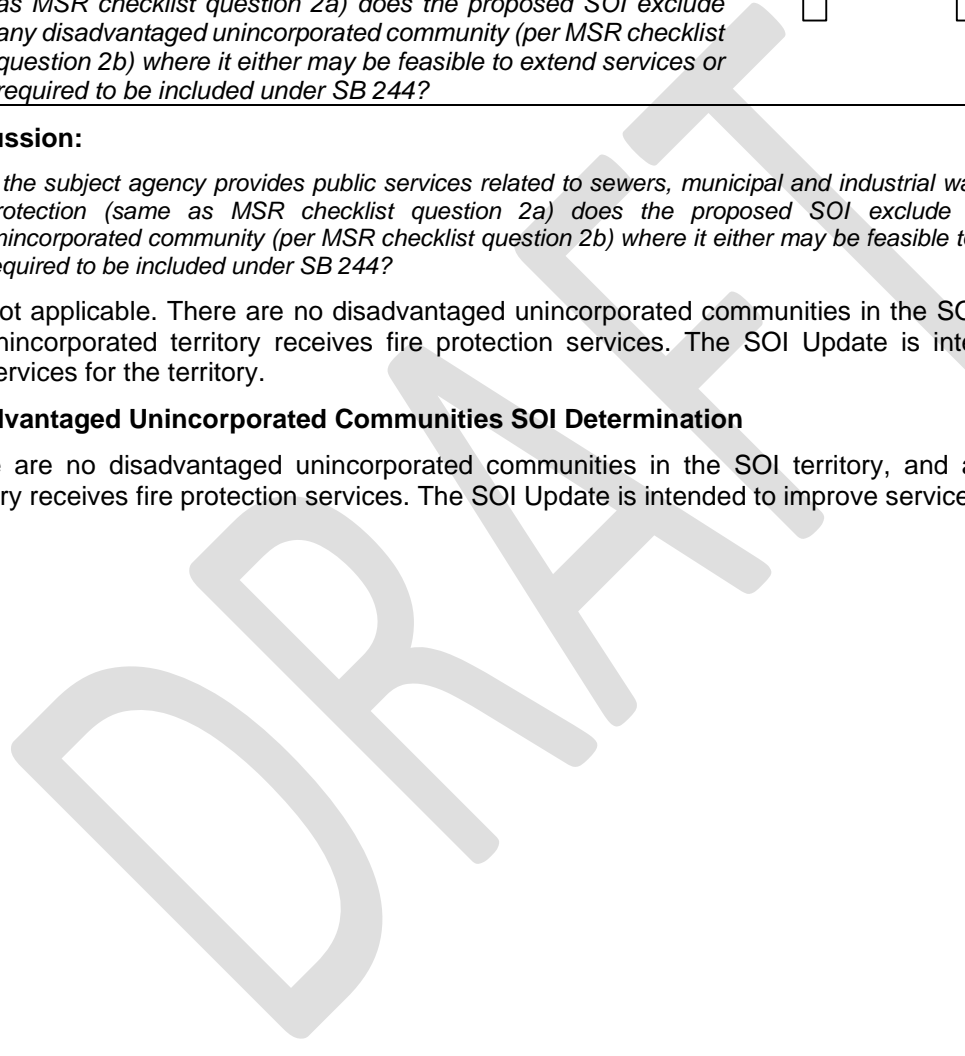 as MSR checklist question 2a) does the proposed SOI exclude
any disadvantaged unincorporated community (per MSR checklist
question 2b) where it either may be feasible to extend services or
required to be included under SB 244?
ussion:
the subject agency provides public services related to sewers, municipal and industrial wa
rotection (same as MSR checklist question 2a) does the proposed SOI exclude
nincorporated community (per MSR checklist question 2b) where it either may be feasible to
equired to be included under SB 244?
ot applicable. There are no disadvantaged unincorporated communities in the SO
nincorporated territory receives fire protection services. The SOI Update is inte
ervices for the territory.
dvantaged Unincorporated Communities SOI Determination
e are no disadvantaged unincorporated communities in the SOI territory, and a
ry receives fire protection services. The SOI Update is intended to improve service
DRAFT